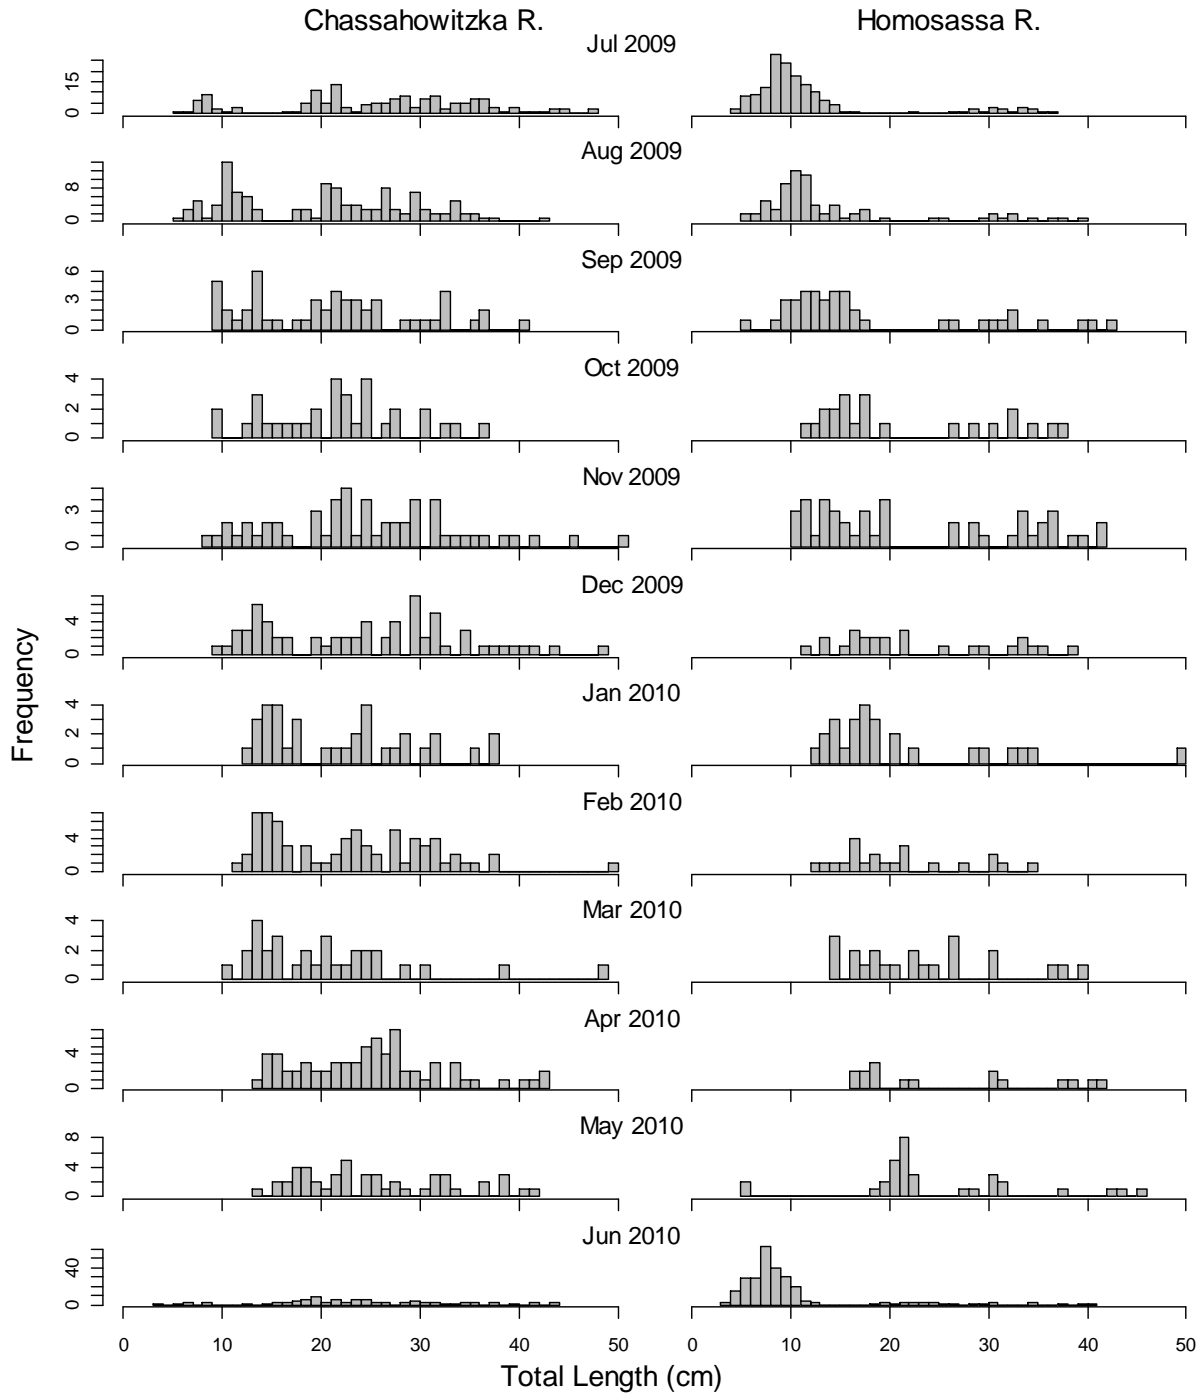 Chassahowitzka R. Homosassa R.
Jul 2009
0 15
Aug 2009
0 8
Sep 2009
0 3 6
Oct 2009
0 2 4
Nov 2009
0 3
Dec 2009
0 4
Jan 2010
0 2 4
Feb 2010
0 4
Mar 2010
0 2 4
Apr 2010
0 4
May 2010
0 4 8
Jun 2010
0 40
Frequency
0 10 20 30 40 50 0 10 20 30 40 50
Total Length (cm)